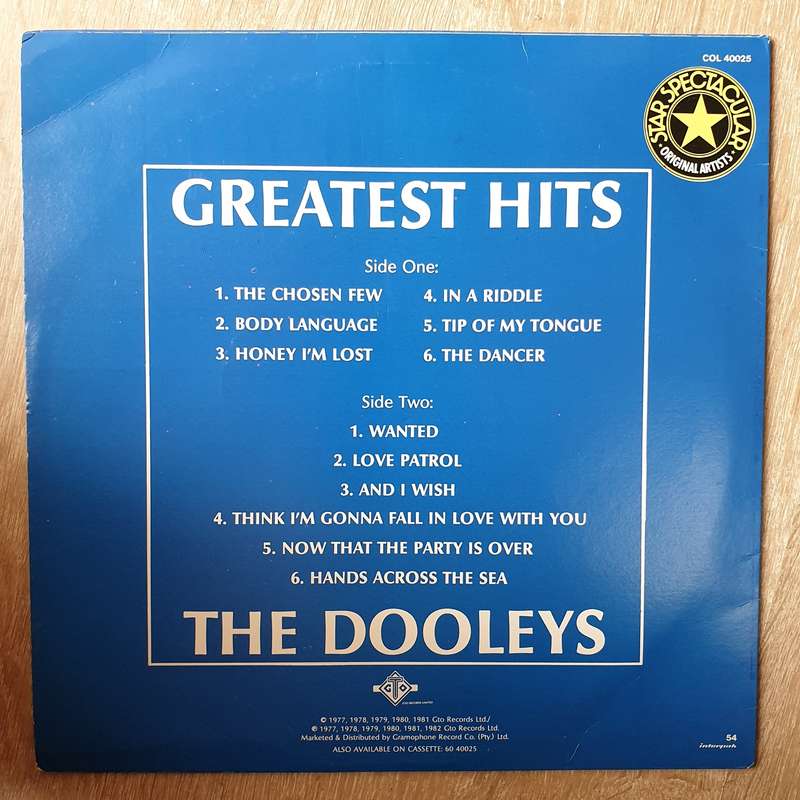 COL 40025
STAR SPECTACULAR
• ORIGINAL ARTISTS •
GREATEST HITS
Side One:
1. THE CHOSEN FEW
2. BODY LANGUAGE
3. HONEY I'M LOST
4. IN A RIDDLE
5. TIP OF MY TONGUE
6. THE DANCER
Side Two:
1. WANTED
2. LOVE PATROL
3. AND I WISH
4. THINK I'M GONNA FALL IN LOVE WITH YOU
5. NOW THAT THE PARTY IS OVER
6. HANDS ACROSS THE SEA
THE DOOLEYS
GTO
GTO RECORDS LIMITED
© 1977, 1978, 1979, 1980, 1981 Gto Records Ltd./
℗ 1977, 1978, 1979, 1980, 1981, 1982 Gto Records Ltd.
Marketed & Distributed by Gramophone Record Co. (Pty.) Ltd.
ALSO AVAILABLE ON CASSETTE: 60 40025
54
interpak